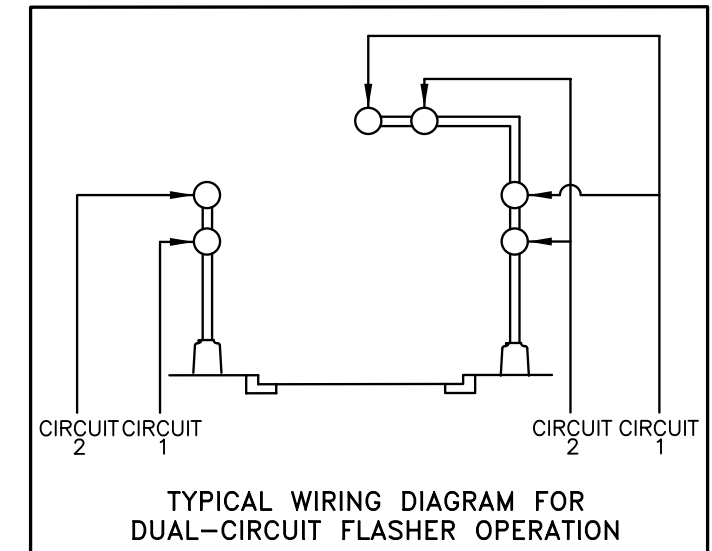 CIRCUIT CIRCUIT CIRCUIT CIRCUIT
2 1 2 1
TYPICAL WIRING DIAGRAM FOR
DUAL-CIRCUIT FLASHER OPERATION